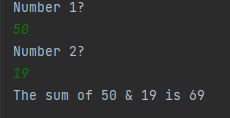 Number 1?
50
Number 2?
19
The sum of 50 & 19 is 69